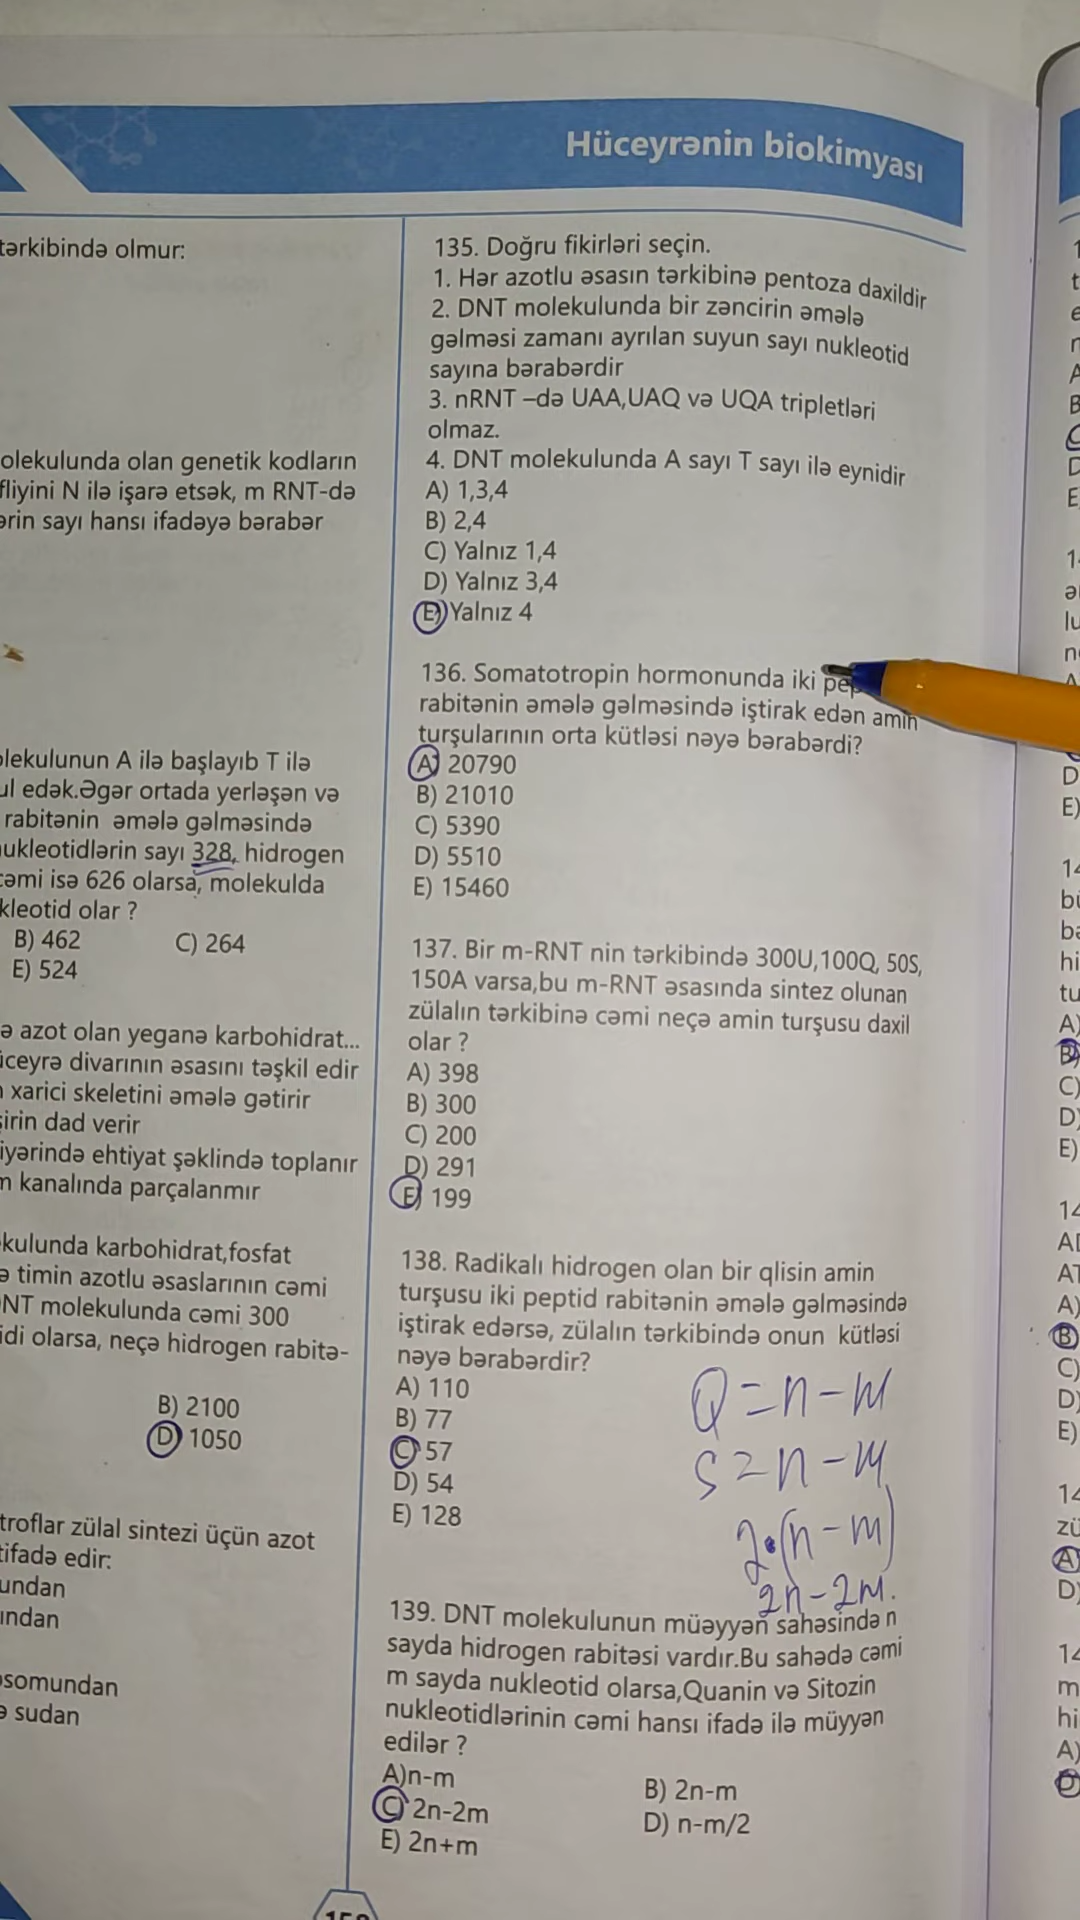 Hüceyrənin biokimyası
tərkibində olmur:
olekulunda olan genetik kodların
fliyini N ilə işarə etsək, m RNT-də
ərin sayı hansı ifadəyə bərabər
olekulunun A ilə başlayıb T ilə
ul edək.Əgər ortada yerləşən və
rabitənin əmələ gəlməsində
nukleotidlərin sayı 328, hidrogen
cəmi isə 626 olarsa, molekulda
kleotid olar ?
B) 462 C) 264
E) 524
ə azot olan yeganə karbohidrat...
üceyrə divarının əsasını təşkil edir
n xarici skeletini əmələ gətirir
şirin dad verir
iyərində ehtiyat şəklində toplanır
m kanalında parçalanmır
kulunda karbohidrat,fosfat
ə timin azotlu əsaslarının cəmi
NT molekulunda cəmi 300
idi olarsa, neçə hidrogen rabitə-
B) 2100
D) 1050
troflar zülal sintezi üçün azot
tifadə edir:
undan
ından
osomundan
ə sudan
135. Doğru fikirləri seçin.
1. Hər azotlu əsasın tərkibinə pentoza daxildir
2. DNT molekulunda bir zəncirin əmələ
gəlməsi zamanı ayrılan suyun sayı nukleotid
sayına bərabərdir
3. nRNT –də UAA,UAQ və UQA tripletləri
olmaz.
4. DNT molekulunda A sayı T sayı ilə eynidir
A) 1,3,4
B) 2,4
C) Yalnız 1,4
D) Yalnız 3,4
E) Yalnız 4
136. Somatotropin hormonunda iki pep
rabitənin əmələ gəlməsində iştirak edən amin
turşularının orta kütləsi nəyə bərabərdi?
A) 20790
B) 21010
C) 5390
D) 5510
E) 15460
137. Bir m-RNT nin tərkibində 300U,100Q, 50S,
150A varsa,bu m-RNT əsasında sintez olunan
zülalın tərkibinə cəmi neçə amin turşusu daxil
olar ?
A) 398
B) 300
C) 200
D) 291
E) 199
138. Radikalı hidrogen olan bir qlisin amin
turşusu iki peptid rabitənin əmələ gəlməsində
iştirak edərsə, zülalın tərkibində onun kütləsi
nəyə bərabərdir?
A) 110
B) 77
C) 57
D) 54
E) 128
Q=n-m
S=n-m
2•(n-m)
2n-2m.
139. DNT molekulunun müəyyən sahəsində n
sayda hidrogen rabitəsi vardır.Bu sahədə cəmi
m sayda nukleotid olarsa,Quanin və Sitozin
nukleotidlərinin cəmi hansı ifadə ilə müyyən
edilər ?
A)n-m B) 2n-m
C) 2n-2m D) n-m/2
E) 2n+m